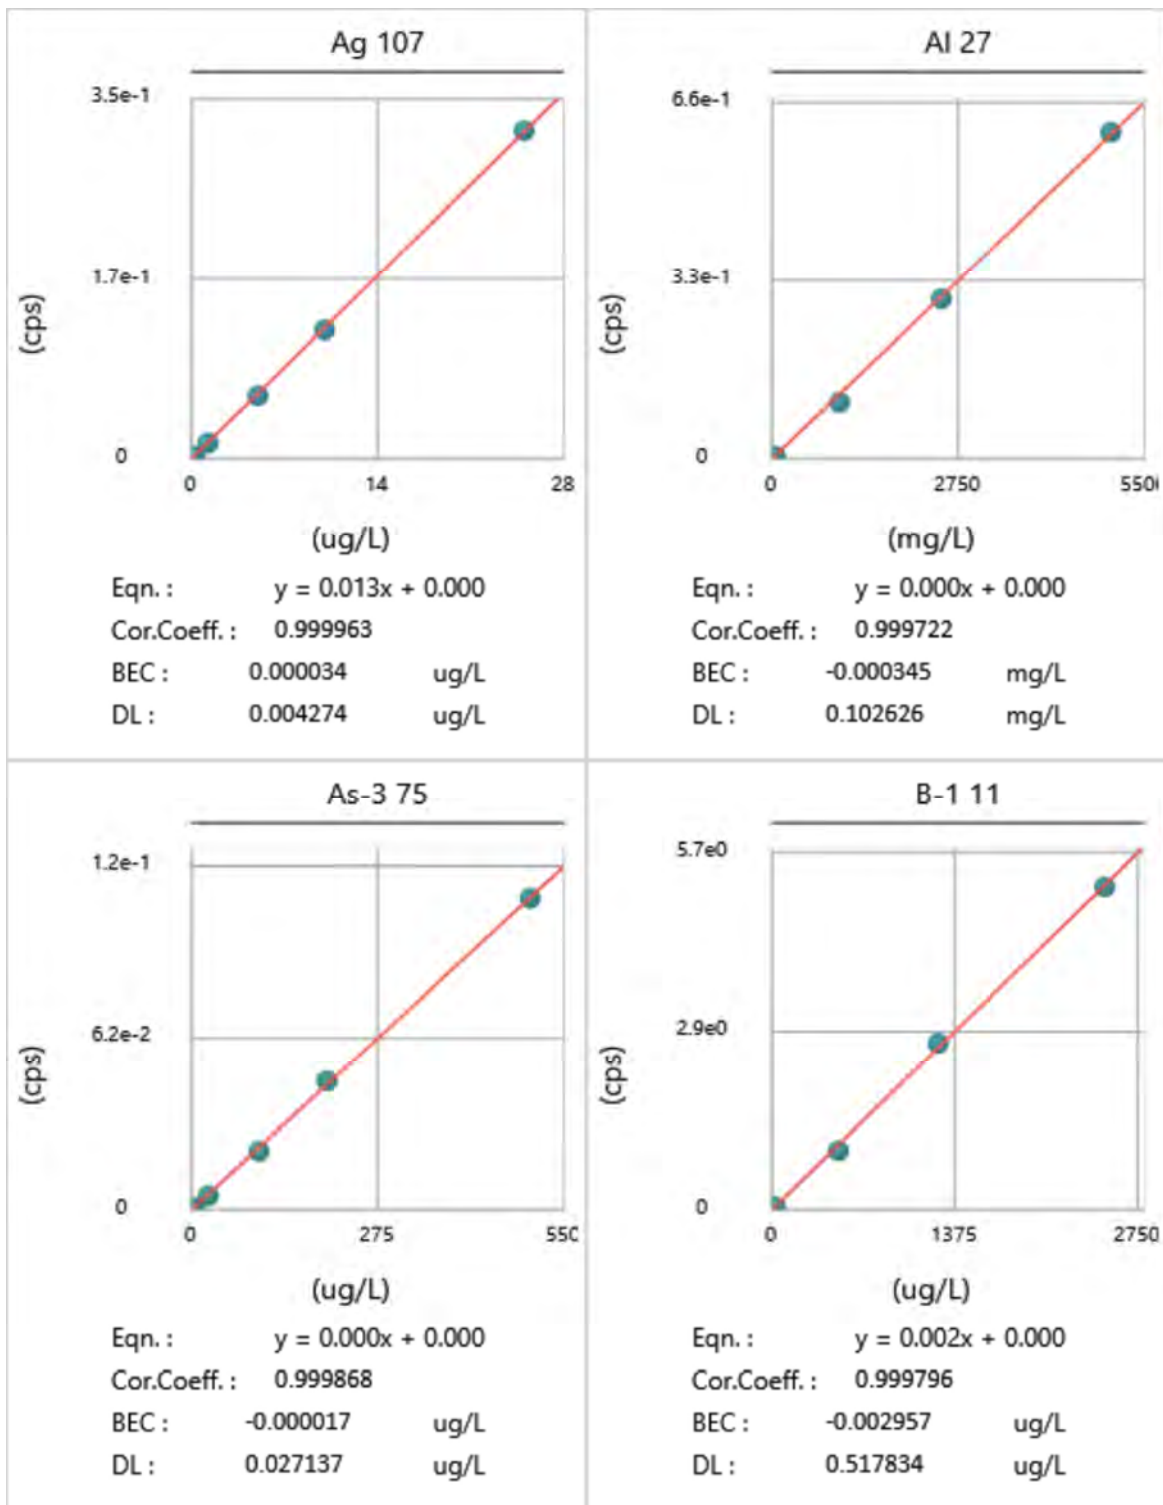 Ag 107
3.5e-1
1.7e-1
0
(cps)
0 14 28
(ug/L)
Eqn. : y = 0.013x + 0.000
Cor.Coeff. : 0.999963
BEC : 0.000034 ug/L
DL : 0.004274 ug/L
Al 27
6.6e-1
3.3e-1
0
(cps)
0 2750
(mg/L)
Eqn. : y = 0.000x + 0.000
Cor.Coeff. : 0.999722
BEC : -0.000345 mg/L
DL : 0.102626 mg/L
As-3 75
1.2e-1
6.2e-2
0
(cps)
0 275 550
(ug/L)
Eqn. : y = 0.000x + 0.000
Cor.Coeff. : 0.999868
BEC : -0.000017 ug/L
DL : 0.027137 ug/L
B-1 11
5.7e0
2.9e0
0
(cps)
0 1375 2750
(ug/L)
Eqn. : y = 0.002x + 0.000
Cor.Coeff. : 0.999796
BEC : -0.002957 ug/L
DL : 0.517834 ug/L